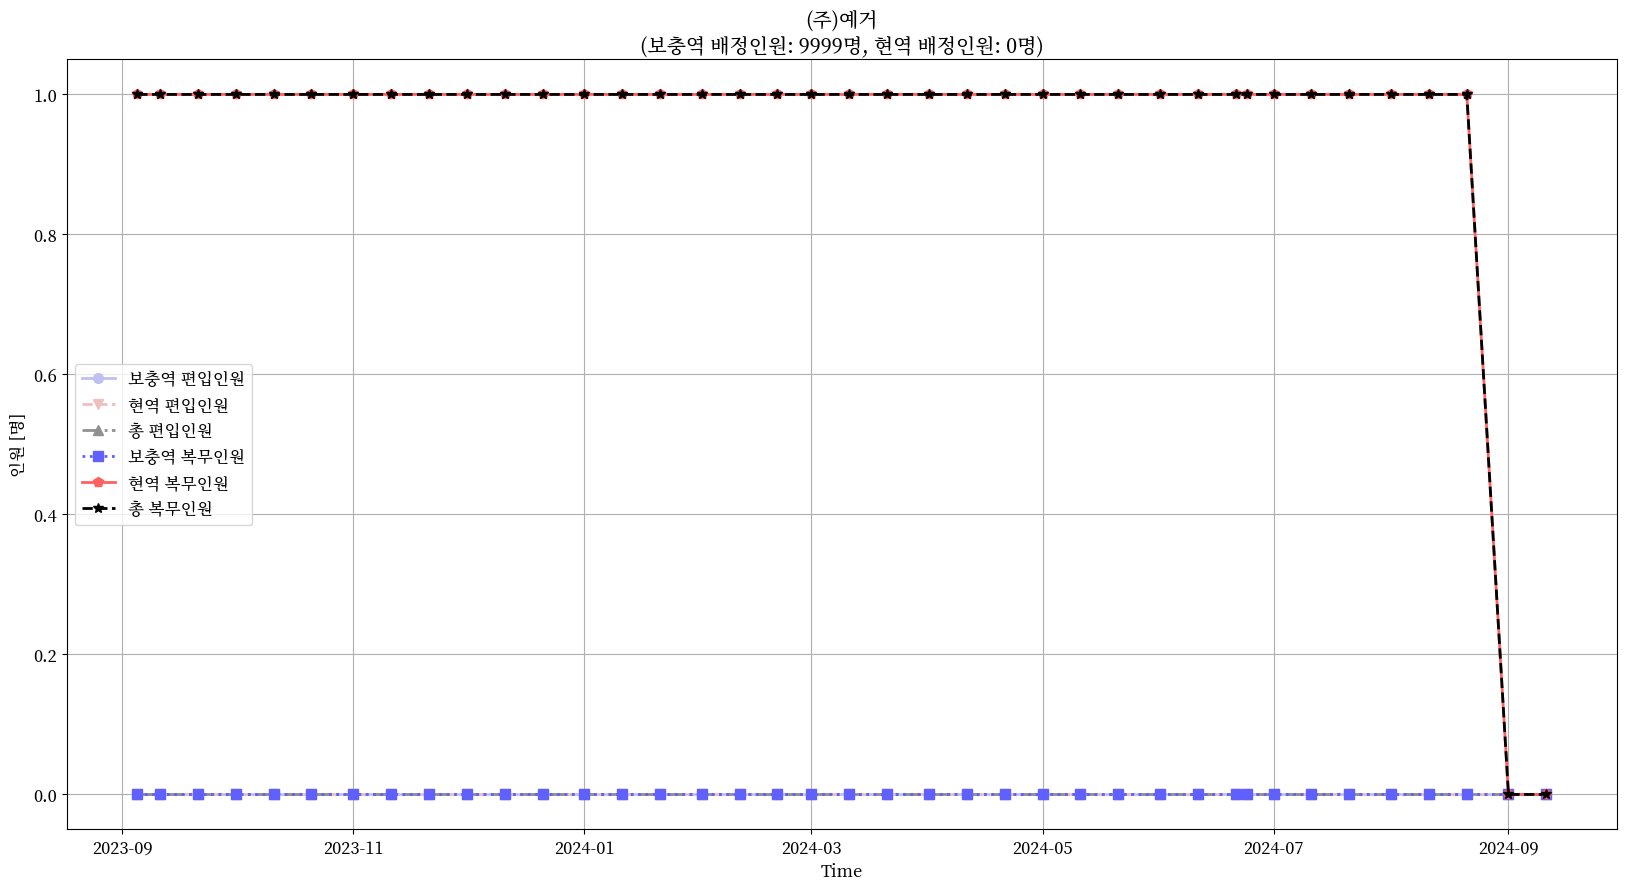 (주)예거
(보충역 배정인원: 9999명, 현역 배정인원: 0명)
1.0
0.8
0.6
0.4
0.2
0.0
인원 [명]
보충역 편입인원
현역 편입인원
총 편입인원
보충역 복무인원
현역 복무인원
총 복무인원
2023-09
2023-11
2024-01
2024-03
2024-05
2024-07
2024-09
Time